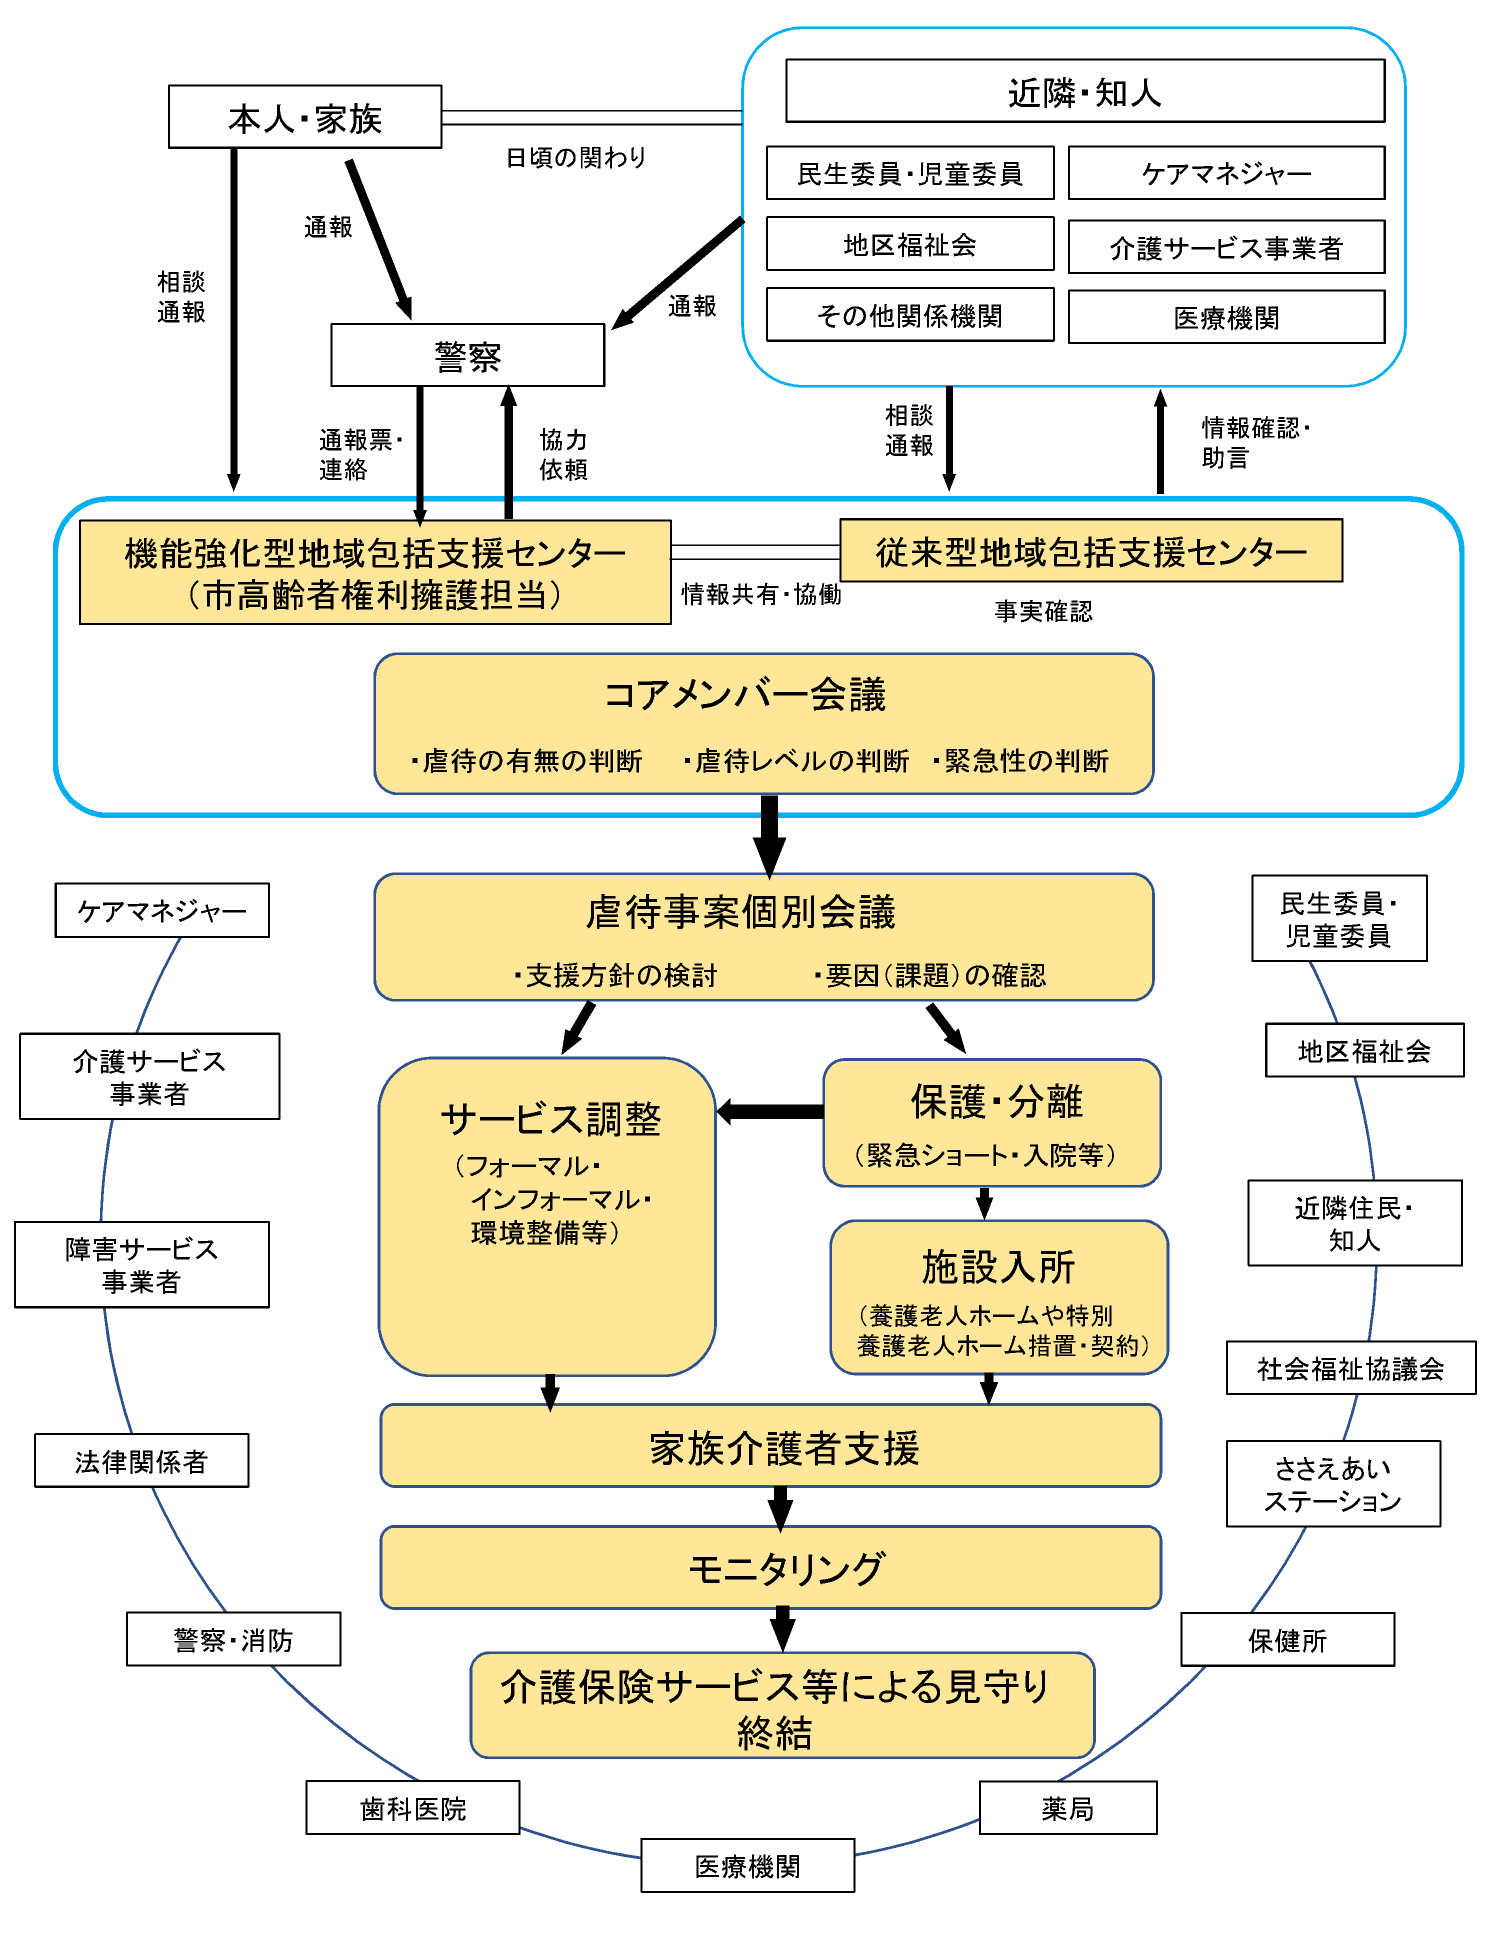 本人・家族
日頃の関わり
近隣・知人
民生委員・児童委員
ケアマネジャー
地区福祉会
介護サービス事業者
その他関係機関
医療機関
通報
相談
通報
通報
警察
通報票・
連絡
協力
依頼
相談
通報
情報確認・
助言
機能強化型地域包括支援センター
（市高齢者権利擁護担当）
情報共有・協働
従来型地域包括支援センター
事実確認
コアメンバー会議
・虐待の有無の判断
・虐待レベルの判断
・緊急性の判断
虐待事案個別会議
・支援方針の検討
・要因（課題）の確認
サービス調整
（フォーマル・
インフォーマル・
環境整備等）
保護・分離
（緊急ショート・入院等）
施設入所
（養護老人ホームや特別
養護老人ホーム措置・契約）
家族介護者支援
モニタリング
介護保険サービス等による見守り
終結
ケアマネジャー
介護サービス
事業者
障害サービス
事業者
法律関係者
警察・消防
歯科医院
医療機関
薬局
保健所
ささえあい
ステーション
社会福祉協議会
近隣住民・
知人
地区福祉会
民生委員・
児童委員